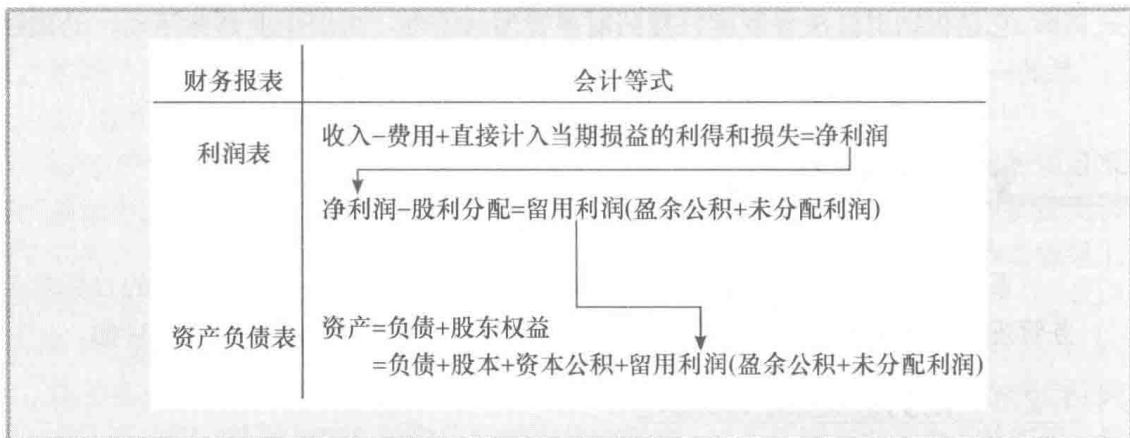 财务报表 会计等式
利润表 收入-费用+直接计入当期损益的利得和损失=净利润
净利润-股利分配=留用利润(盈余公积+未分配利润)
资产负债表 资产=负债+股东权益
=负债+股本+资本公积+留用利润(盈余公积+未分配利润)